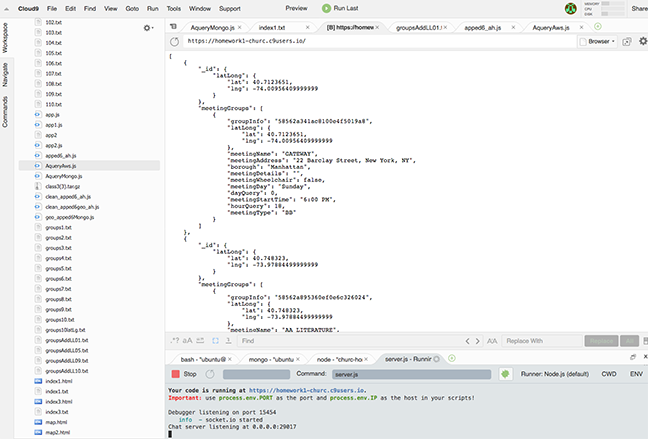 Cloud9 File Edit Find View Goto Run Tools Window Support Preview Run Last MEMORY CPU DISK Share
Workspace
Navigate
Commands
102.txt
103.txt
104.txt
105.txt
106.txt
107.txt
108.txt
109.txt
110.txt
app.js
app1.js
app2
app2.js
apped6_ah.js
AqueryAws.js
AqueryMongo.js
class3(3).tar.gz
clean_apped6_ah.js
clean_apped6geo_ah.js
geo_apped6Mongo.js
groups1.txt
groups2.txt
groups3.txt
groups4.txt
groups5.txt
groups6.txt
groups7.txt
groups8.txt
groups9.txt
groups10.txt
groups10latLg.txt
groupsAddLL01.txt
groupsAddLL05.txt
groupsAddLL09.txt
groupsAddLL10.txt
index1.html
index1.txt
index3.html
index3.txt
map.html
map2.html
AqueryMongo.js index1.txt [B] https://homew groupsAddLL01.t apped6_ah.js AqueryAws.js
https://homework1-churc.c9users.io/ Browser
[
{
"_id": {
"latLong": {
"lat": 40.7123651,
"lng": -74.00956409999999
}
},
"meetingGroups": [
{
"groupInfo": "58562a341ac8100c4f5019a8",
"latLong": {
"lat": 40.7123651,
"lng": -74.00956409999999
},
"meetingName": "GATEWAY",
"meetingAddress": "22 Barclay Street, New York, NY",
"borough": "Manhattan",
"meetingDetails": "",
"meetingWheelchair": false,
"meetingDay": "Sunday",
"dayQuery": 0,
"meetingStartTime": "6:00 PM",
"hourQuery": 18,
"meetingType": "BB"
}
]
},
{
"_id": {
"latLong": {
"lat": 40.748323,
"lng": -73.97884499999999
}
},
"meetingGroups": [
{
"groupInfo": "58562a895360ef0e6c326024",
"latLong": {
"lat": 40.748323,
"lng": -73.97884499999999
},
"meetingName": "AA LITERATURE",
.* aA Replace With Replace All
bash - "ubuntu@ mongo - "ubuntu node - "churc-ho server.js - Runnin
Stop Command: server.js Runner: Node.js (default) CWD ENV
Your code is running at https://homework1-churc.c9users.io.
Important: use process.env.PORT as the port and process.env.IP as the host in your scripts!
Debugger listening on port 15454
info - socket.io started
Chat server listening at 0.0.0.0:29017